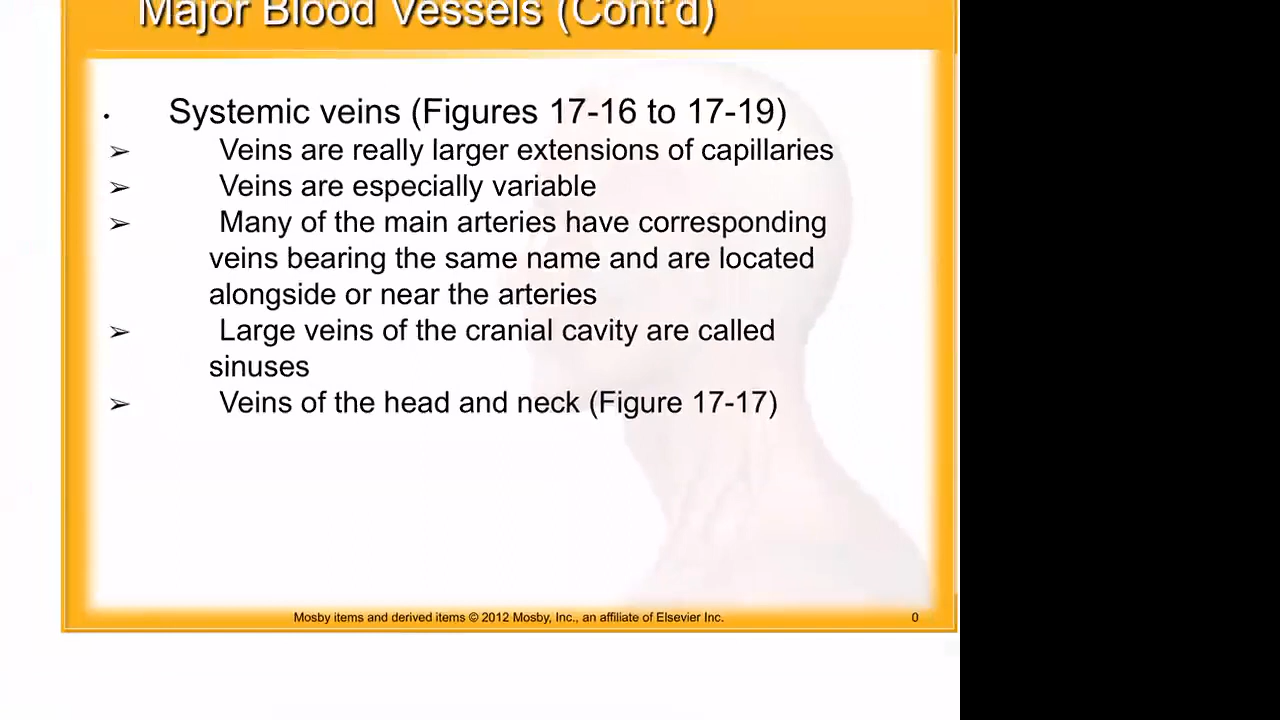 Major Blood Vessels (Cont'd)
• Systemic veins (Figures 17-16 to 17-19)
➢ Veins are really larger extensions of capillaries
➢ Veins are especially variable
➢ Many of the main arteries have corresponding
veins bearing the same name and are located
alongside or near the arteries
➢ Large veins of the cranial cavity are called
sinuses
➢ Veins of the head and neck (Figure 17-17)
Mosby items and derived items © 2012 Mosby, Inc., an affiliate of Elsevier Inc. 0